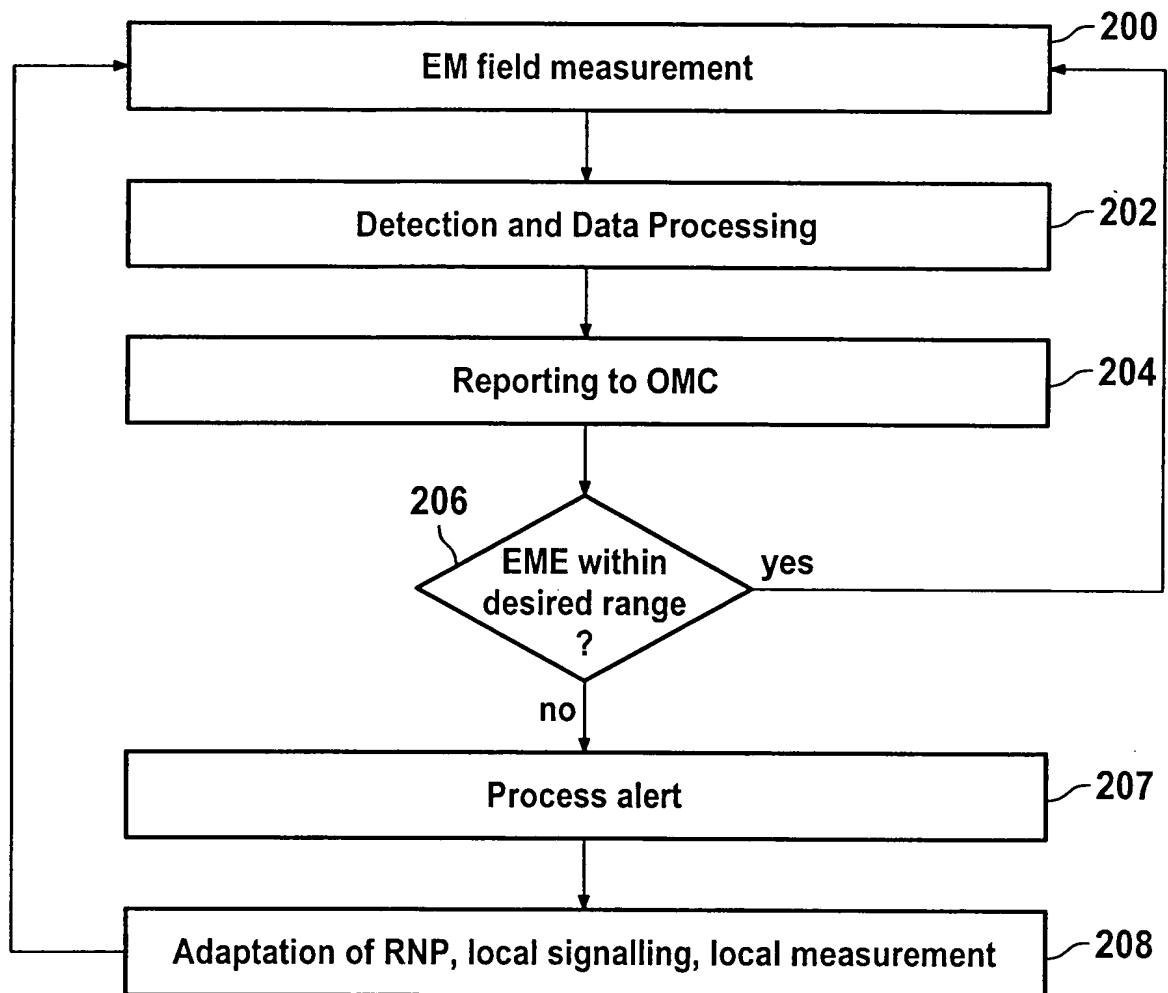 200
EM field measurement
202
Detection and Data Processing
204
Reporting to OMC
206
EME within
desired range
?
yes
no
207
Process alert
208
Adaptation of RNP, local signalling, local measurement